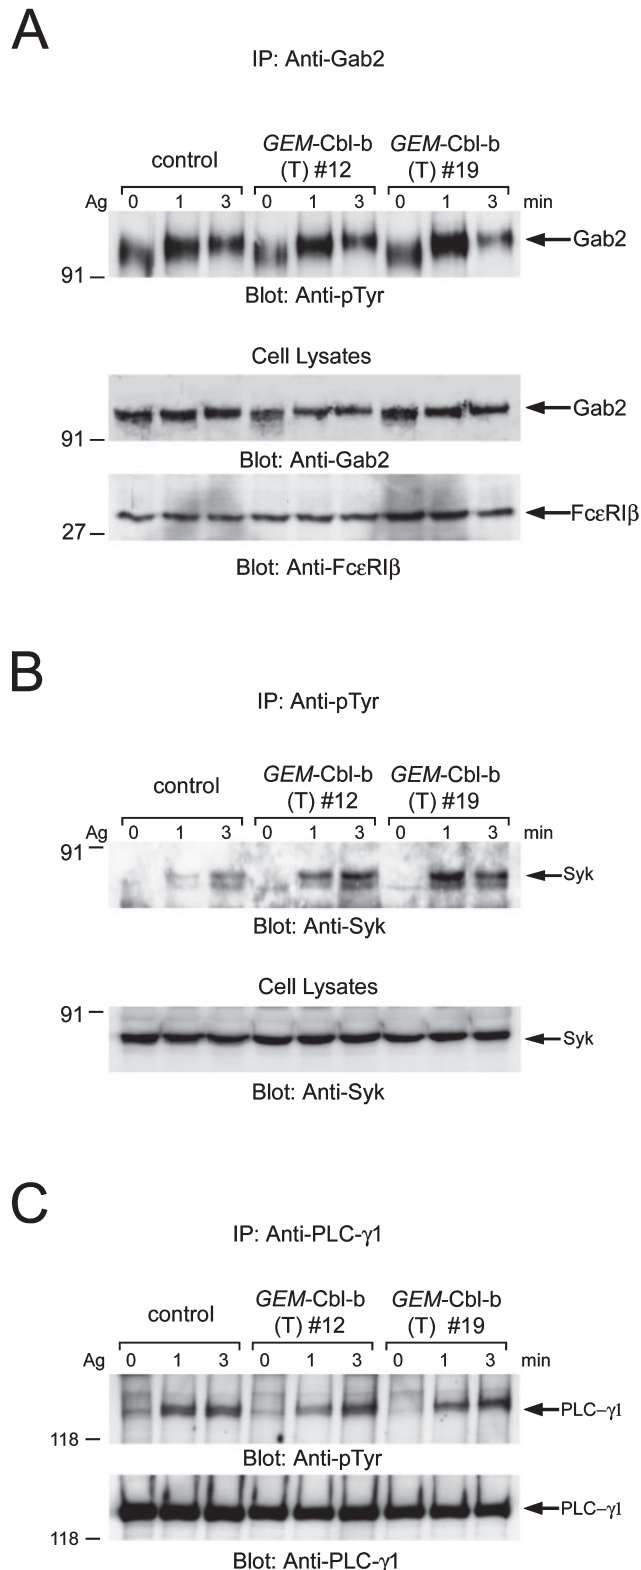 A
IP: Anti-Gab2
control
GEM-Cbl-b
(T) #12
GEM-Cbl-b
(T) #19
Ag 0 1 3 0 1 3 0 1 3 min
Gab2
91
Blot: Anti-pTyr
Cell Lysates
Gab2
91
Blot: Anti-Gab2
FcεRIβ
27
Blot: Anti-FcεRIβ
B
IP: Anti-pTyr
control
GEM-Cbl-b
(T) #12
GEM-Cbl-b
(T) #19
Ag 0 1 3 0 1 3 0 1 3 min
91
Syk
Blot: Anti-Syk
Cell Lysates
91
Syk
Blot: Anti-Syk
C
IP: Anti-PLC-γ1
control
GEM-Cbl-b
(T) #12
GEM-Cbl-b
(T) #19
Ag 0 1 3 0 1 3 0 1 3 min
PLC–γ1
118
Blot: Anti-pTyr
PLC–γ1
118
Blot: Anti-PLC-γ1